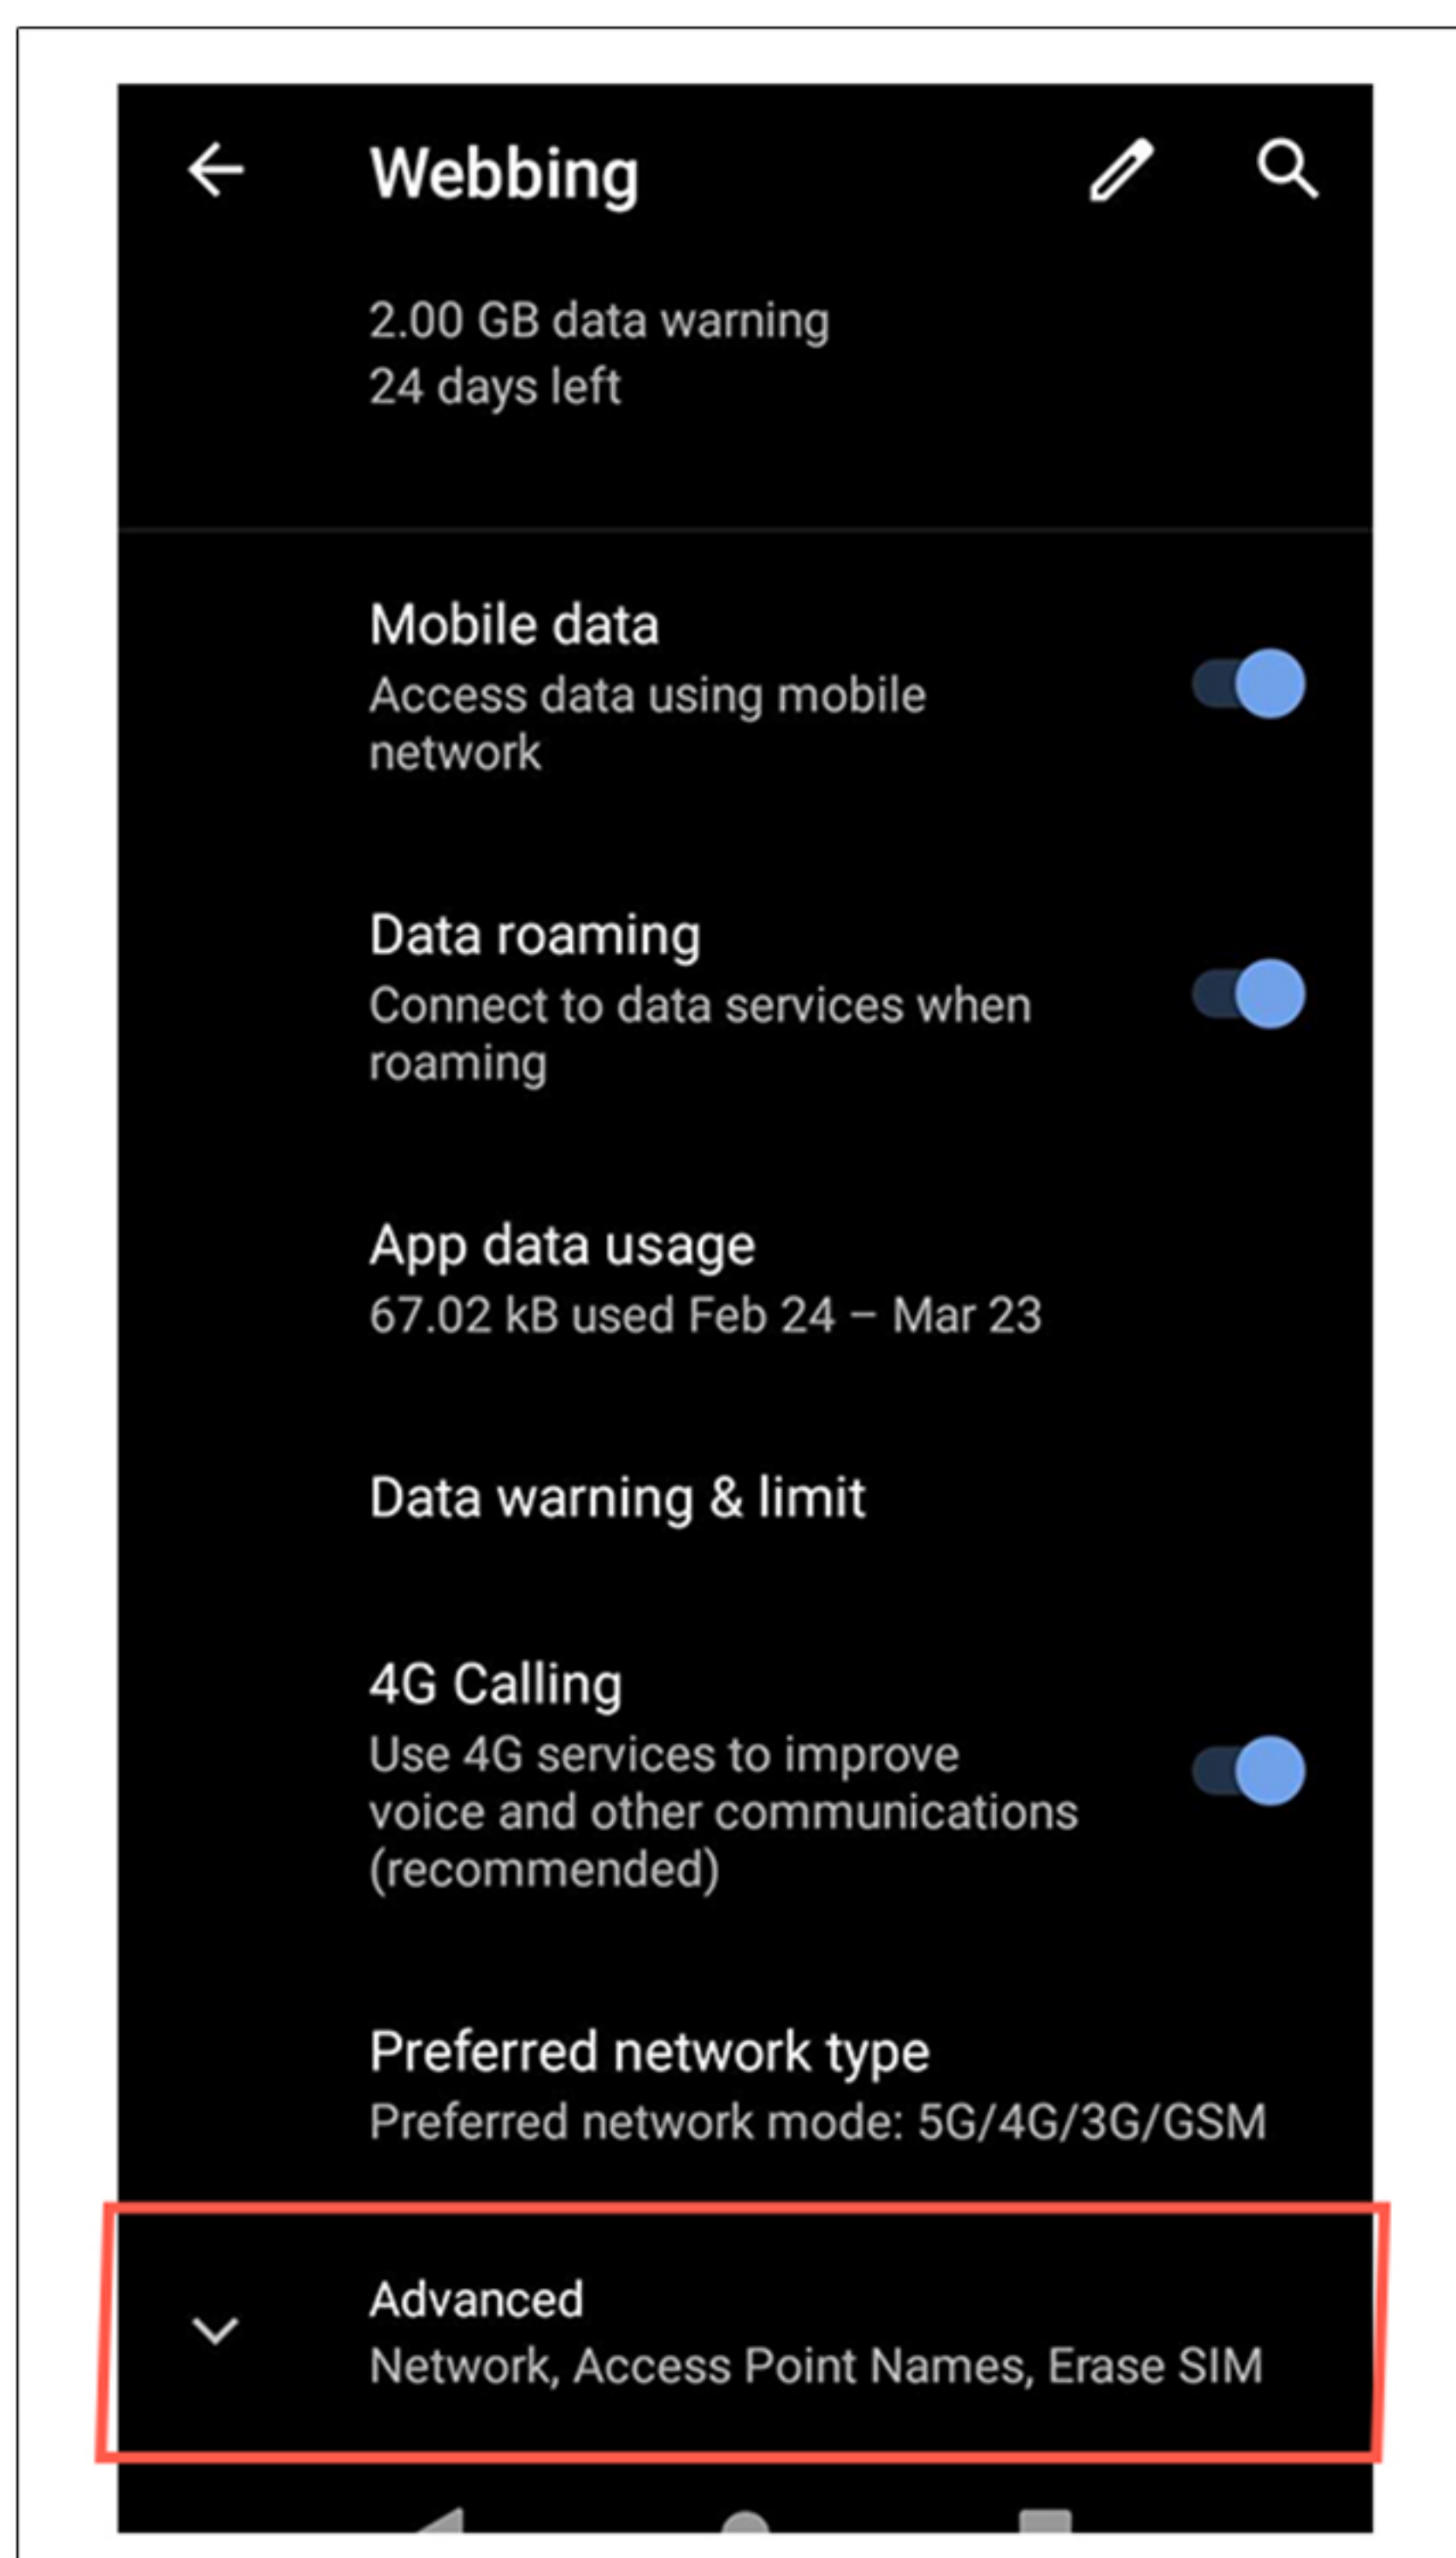 Webbing
2.00 GB data warning
24 days left
Mobile data
Access data using mobile
network
Data roaming
Connect to data services when
roaming
App data usage
67.02 kB used Feb 24 – Mar 23
Data warning & limit
4G Calling
Use 4G services to improve
voice and other communications
(recommended)
Preferred network type
Preferred network mode: 5G/4G/3G/GSM
Advanced
Network, Access Point Names, Erase SIM